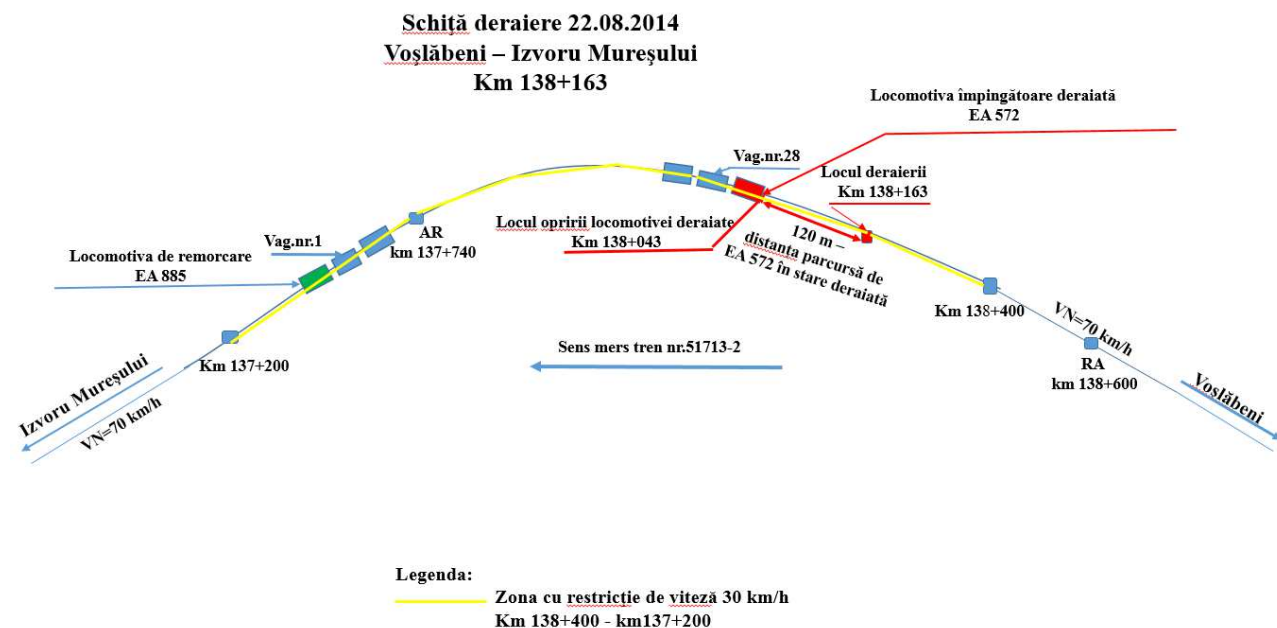 Schiţă deraiere 22.08.2014
Voşlăbeni – Izvoru Mureşului
Km 138+163
Locomotiva împingătoare deraiată
EA 572
Vag.nr.28
Locul deraierii
Km 138+163
Locul opririi locomotivei deraiate
Km 138+043
120 m –
distanta parcursă de
EA 572 în stare deraiată
Vag.nr.1
AR
km 137+740
Locomotiva de remorcare
EA 885
Km 138+400
VN=70 km/h
RA
km 138+600
Voşlăbeni
Km 137+200
Sens mers tren nr.51713-2
Izvoru Mureşului
VN=70 km/h
Legenda:
Zona cu restricţie de viteză 30 km/h
Km 138+400 - km137+200